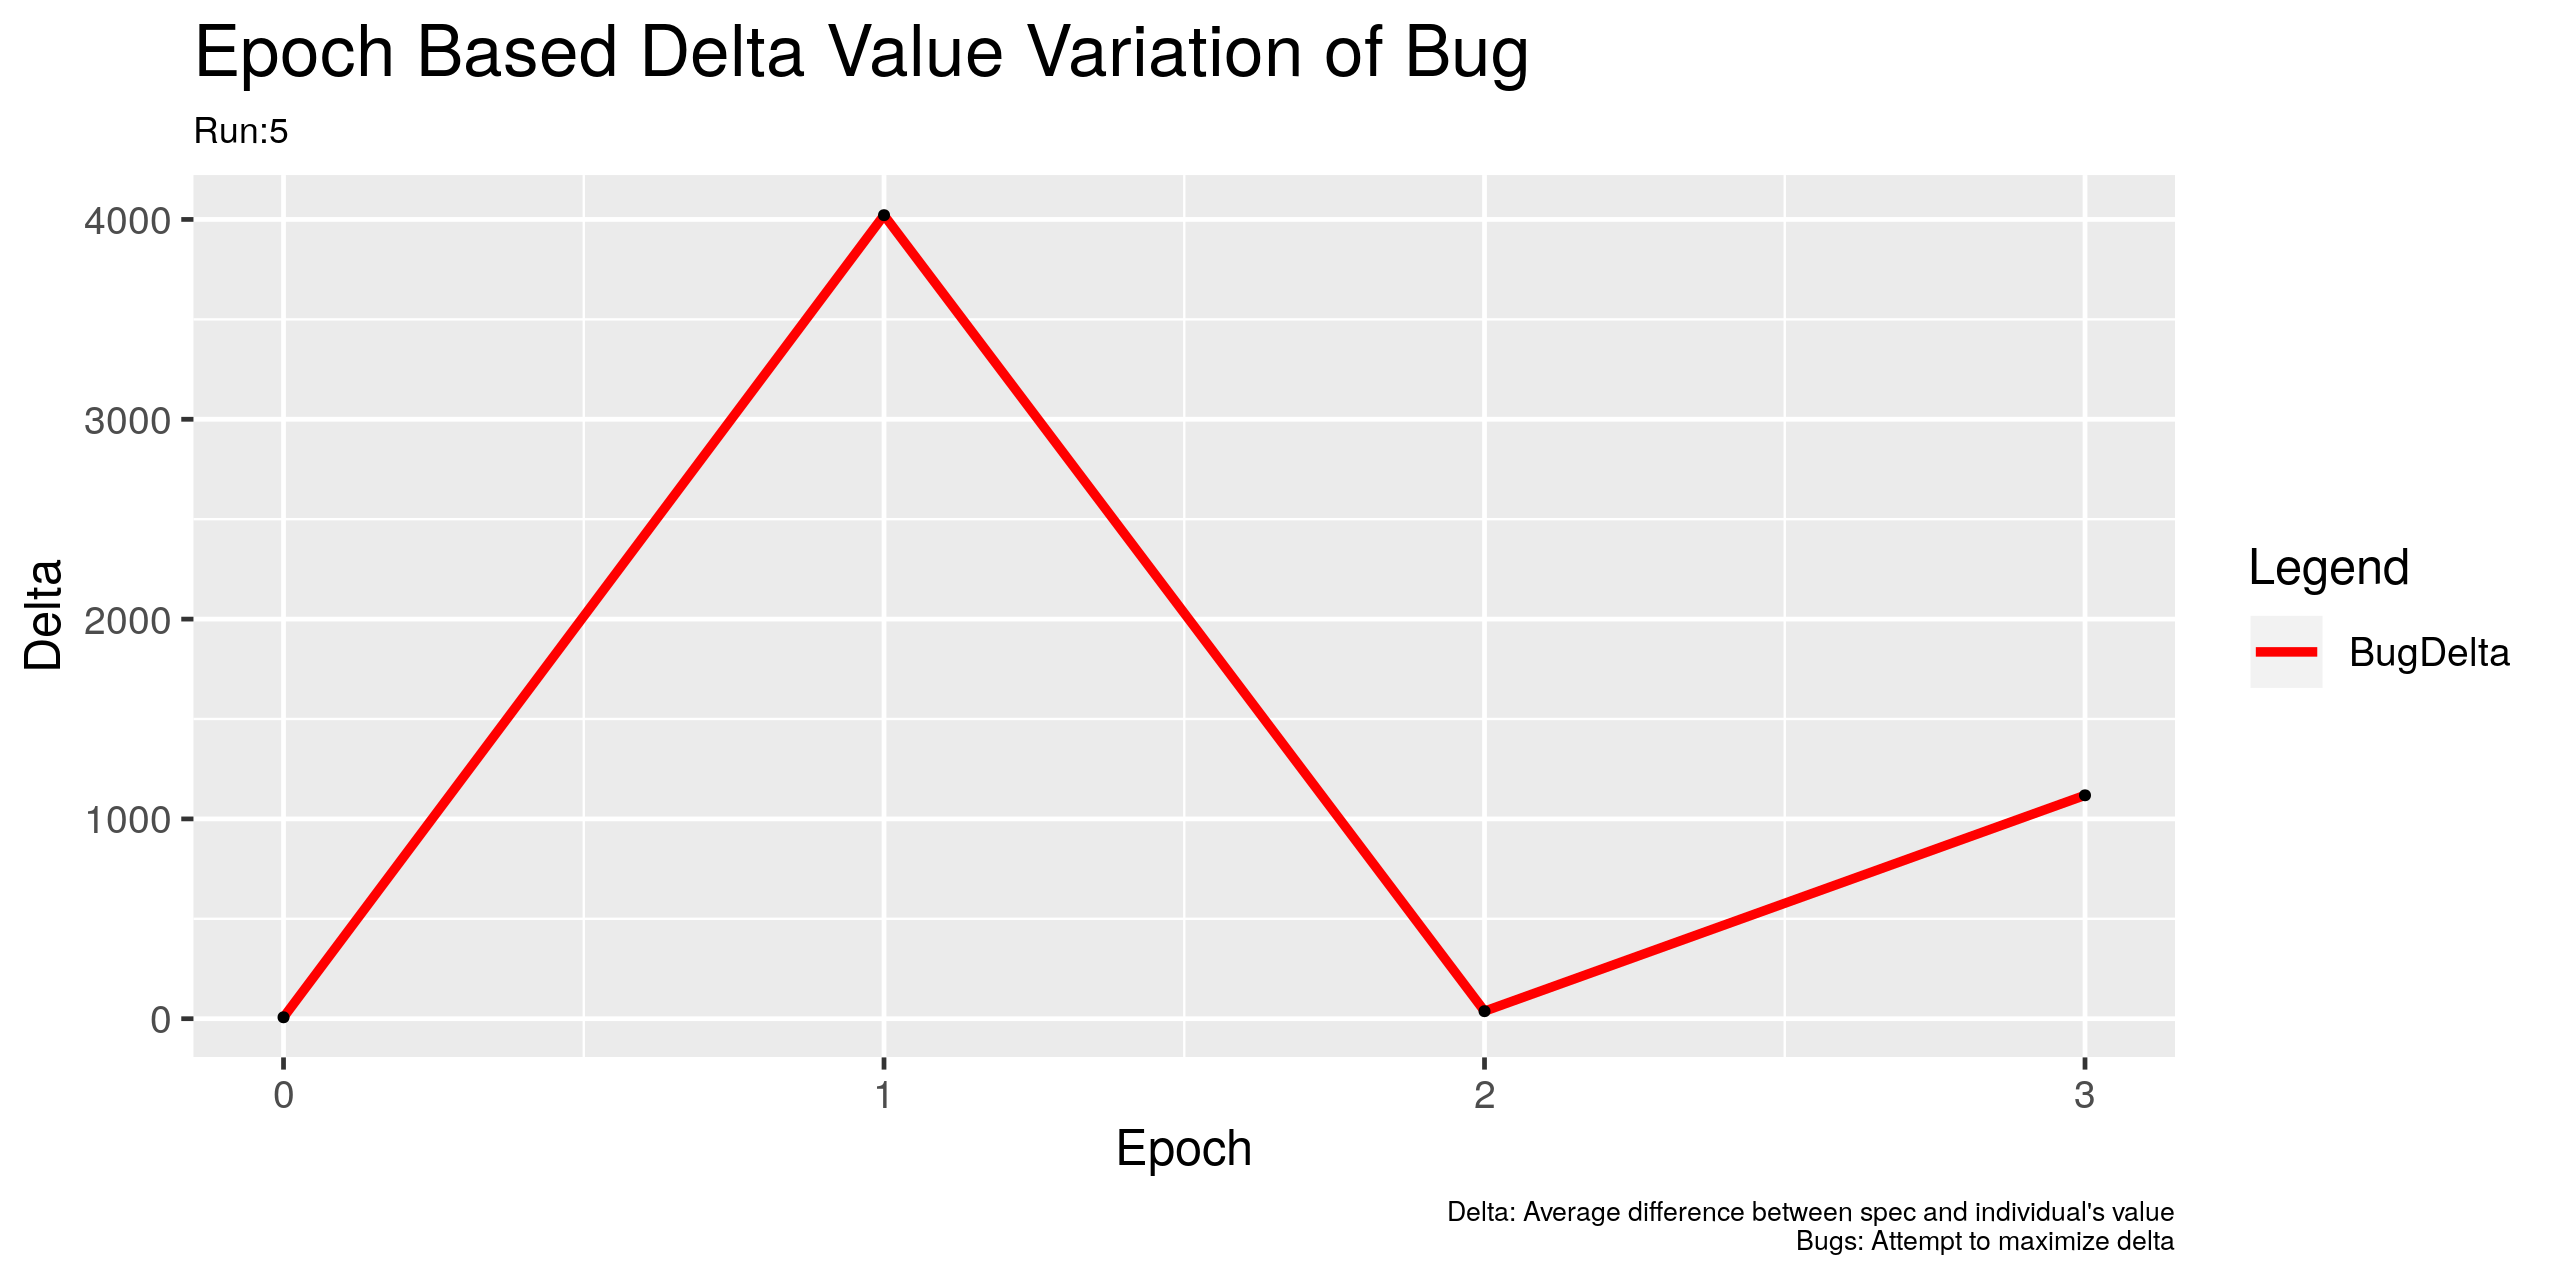 Epoch Based Delta Value Variation of Bug
Run:5
4000
3000
2000
1000
0
Delta
0 1 2 3
Epoch
Legend
BugDelta
Delta: Average difference between spec and individual's value
Bugs: Attempt to maximize delta